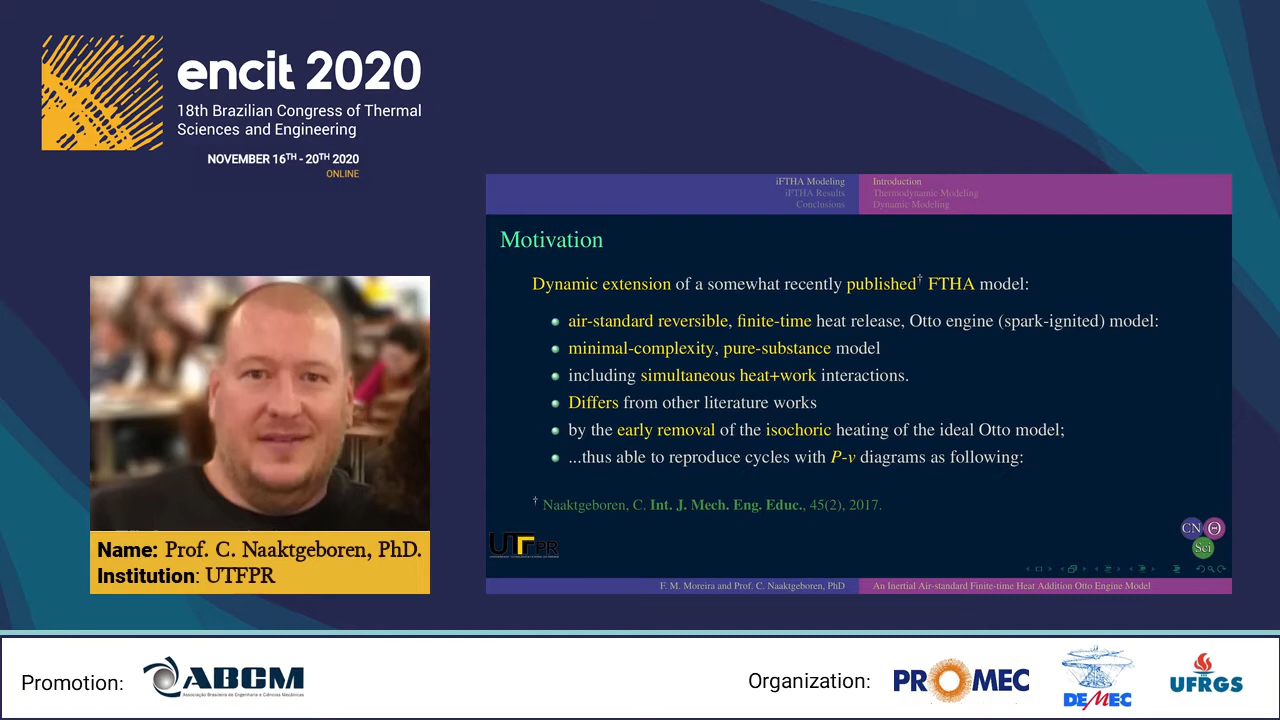 encit 2020
18th Brazilian Congress of Thermal
Sciences and Engineering
NOVEMBER 16TH - 20TH 2020
ONLINE
iFTHA Modeling
iFTHA Results
Conclusions
Introduction
Thermodynamic Modeling
Dynamic Modeling
Motivation
Dynamic extension of a somewhat recently published† FTHA model:
air-standard reversible, finite-time heat release, Otto engine (spark-ignited) model:
minimal-complexity, pure-substance model
including simultaneous heat+work interactions.
Differs from other literature works
by the early removal of the isochoric heating of the ideal Otto model;
...thus able to reproduce cycles with P-v diagrams as following:
† Naaktgeboren, C. Int. J. Mech. Eng. Educ., 45(2), 2017.
UTFPR
CN Θ
Sci
F. M. Moreira and Prof. C. Naaktgeboren, PhD
An Inertial Air-standard Finite-time Heat Addition Otto Engine Model
Name: Prof. C. Naaktgeboren, PhD.
Institution: UTFPR
Promotion:
ABCM
Associação Brasileira de Engenharia e Ciências Mecânicas
Organization:
PROMEC
DEMEC
UFRGS